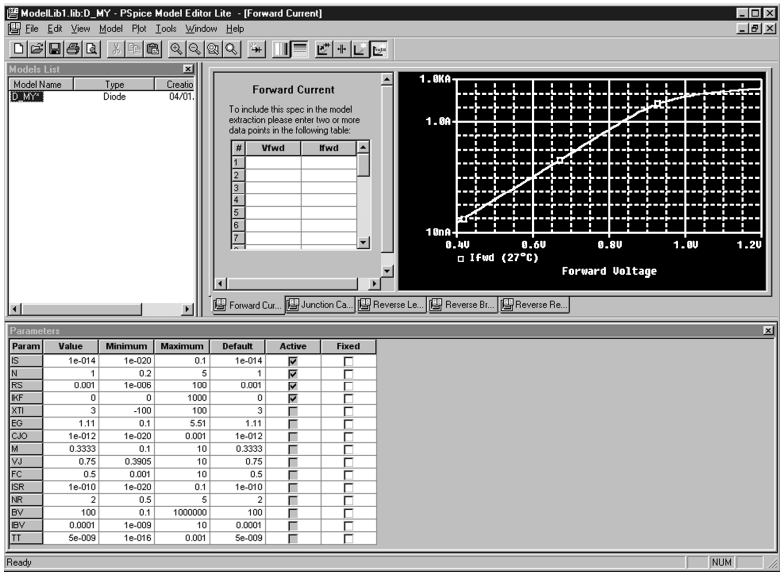 ModelLib1.lib:D_MY - PSpice Model Editor Lite - [Forward Current]
File Edit View Model Plot Tools Window Help
Models List
Model Name Type Creatio
D_MY* Diode 04/01.
Forward Current
To include this spec in the model
extraction please enter two or more
data points in the following table:
# Vfwd Ifwd
1
2
3
4
5
6
7
1.0KA
1.0A
10nA
0.4V 0.6V 0.8V 1.0V 1.2V
Ifwd (27°C)
Forward Voltage
Forward Cur... Junction Ca... Reverse Le... Reverse Br... Reverse Re...
Parameters
Param Value Minimum Maximum Default Active Fixed
IS 1e-014 1e-020 0.1 1e-014
N 1 0.2 5 1
RS 0.001 1e-006 100 0.001
IKF 0 0 1000 0
XTI 3 -100 100 3
EG 1.11 0.1 5.51 1.11
CJO 1e-012 1e-020 0.001 1e-012
M 0.3333 0.1 10 0.3333
VJ 0.75 0.3905 10 0.75
FC 0.5 0.001 10 0.5
ISR 1e-010 1e-020 0.1 1e-010
NR 2 0.5 5 2
BV 100 0.1 1000000 100
IBV 0.0001 1e-009 10 0.0001
TT 5e-009 1e-016 0.001 5e-009
Ready NUM